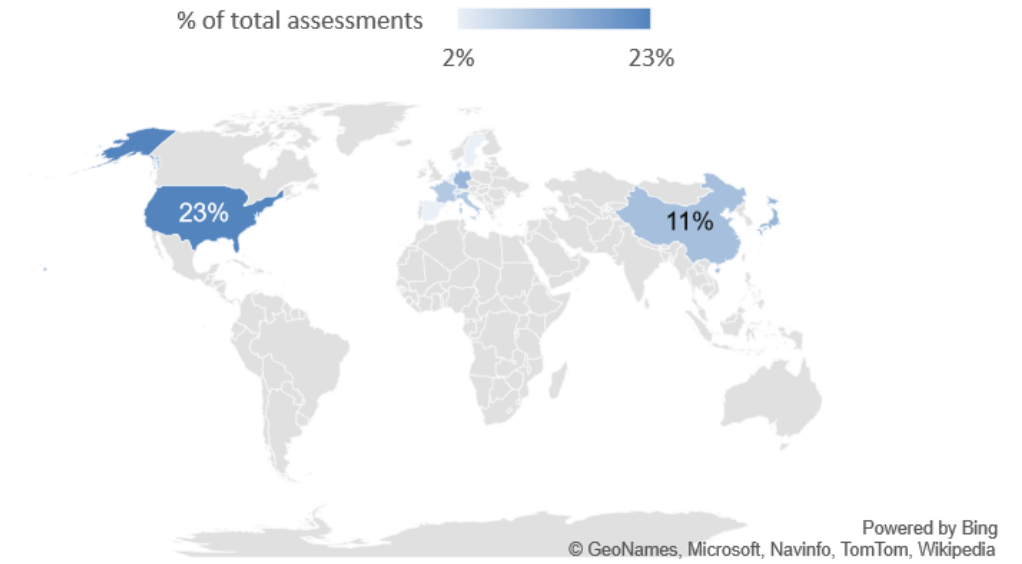 % of total assessments
2% 23%
23%
11%
Powered by Bing
© GeoNames, Microsoft, Navinfo, TomTom, Wikipedia